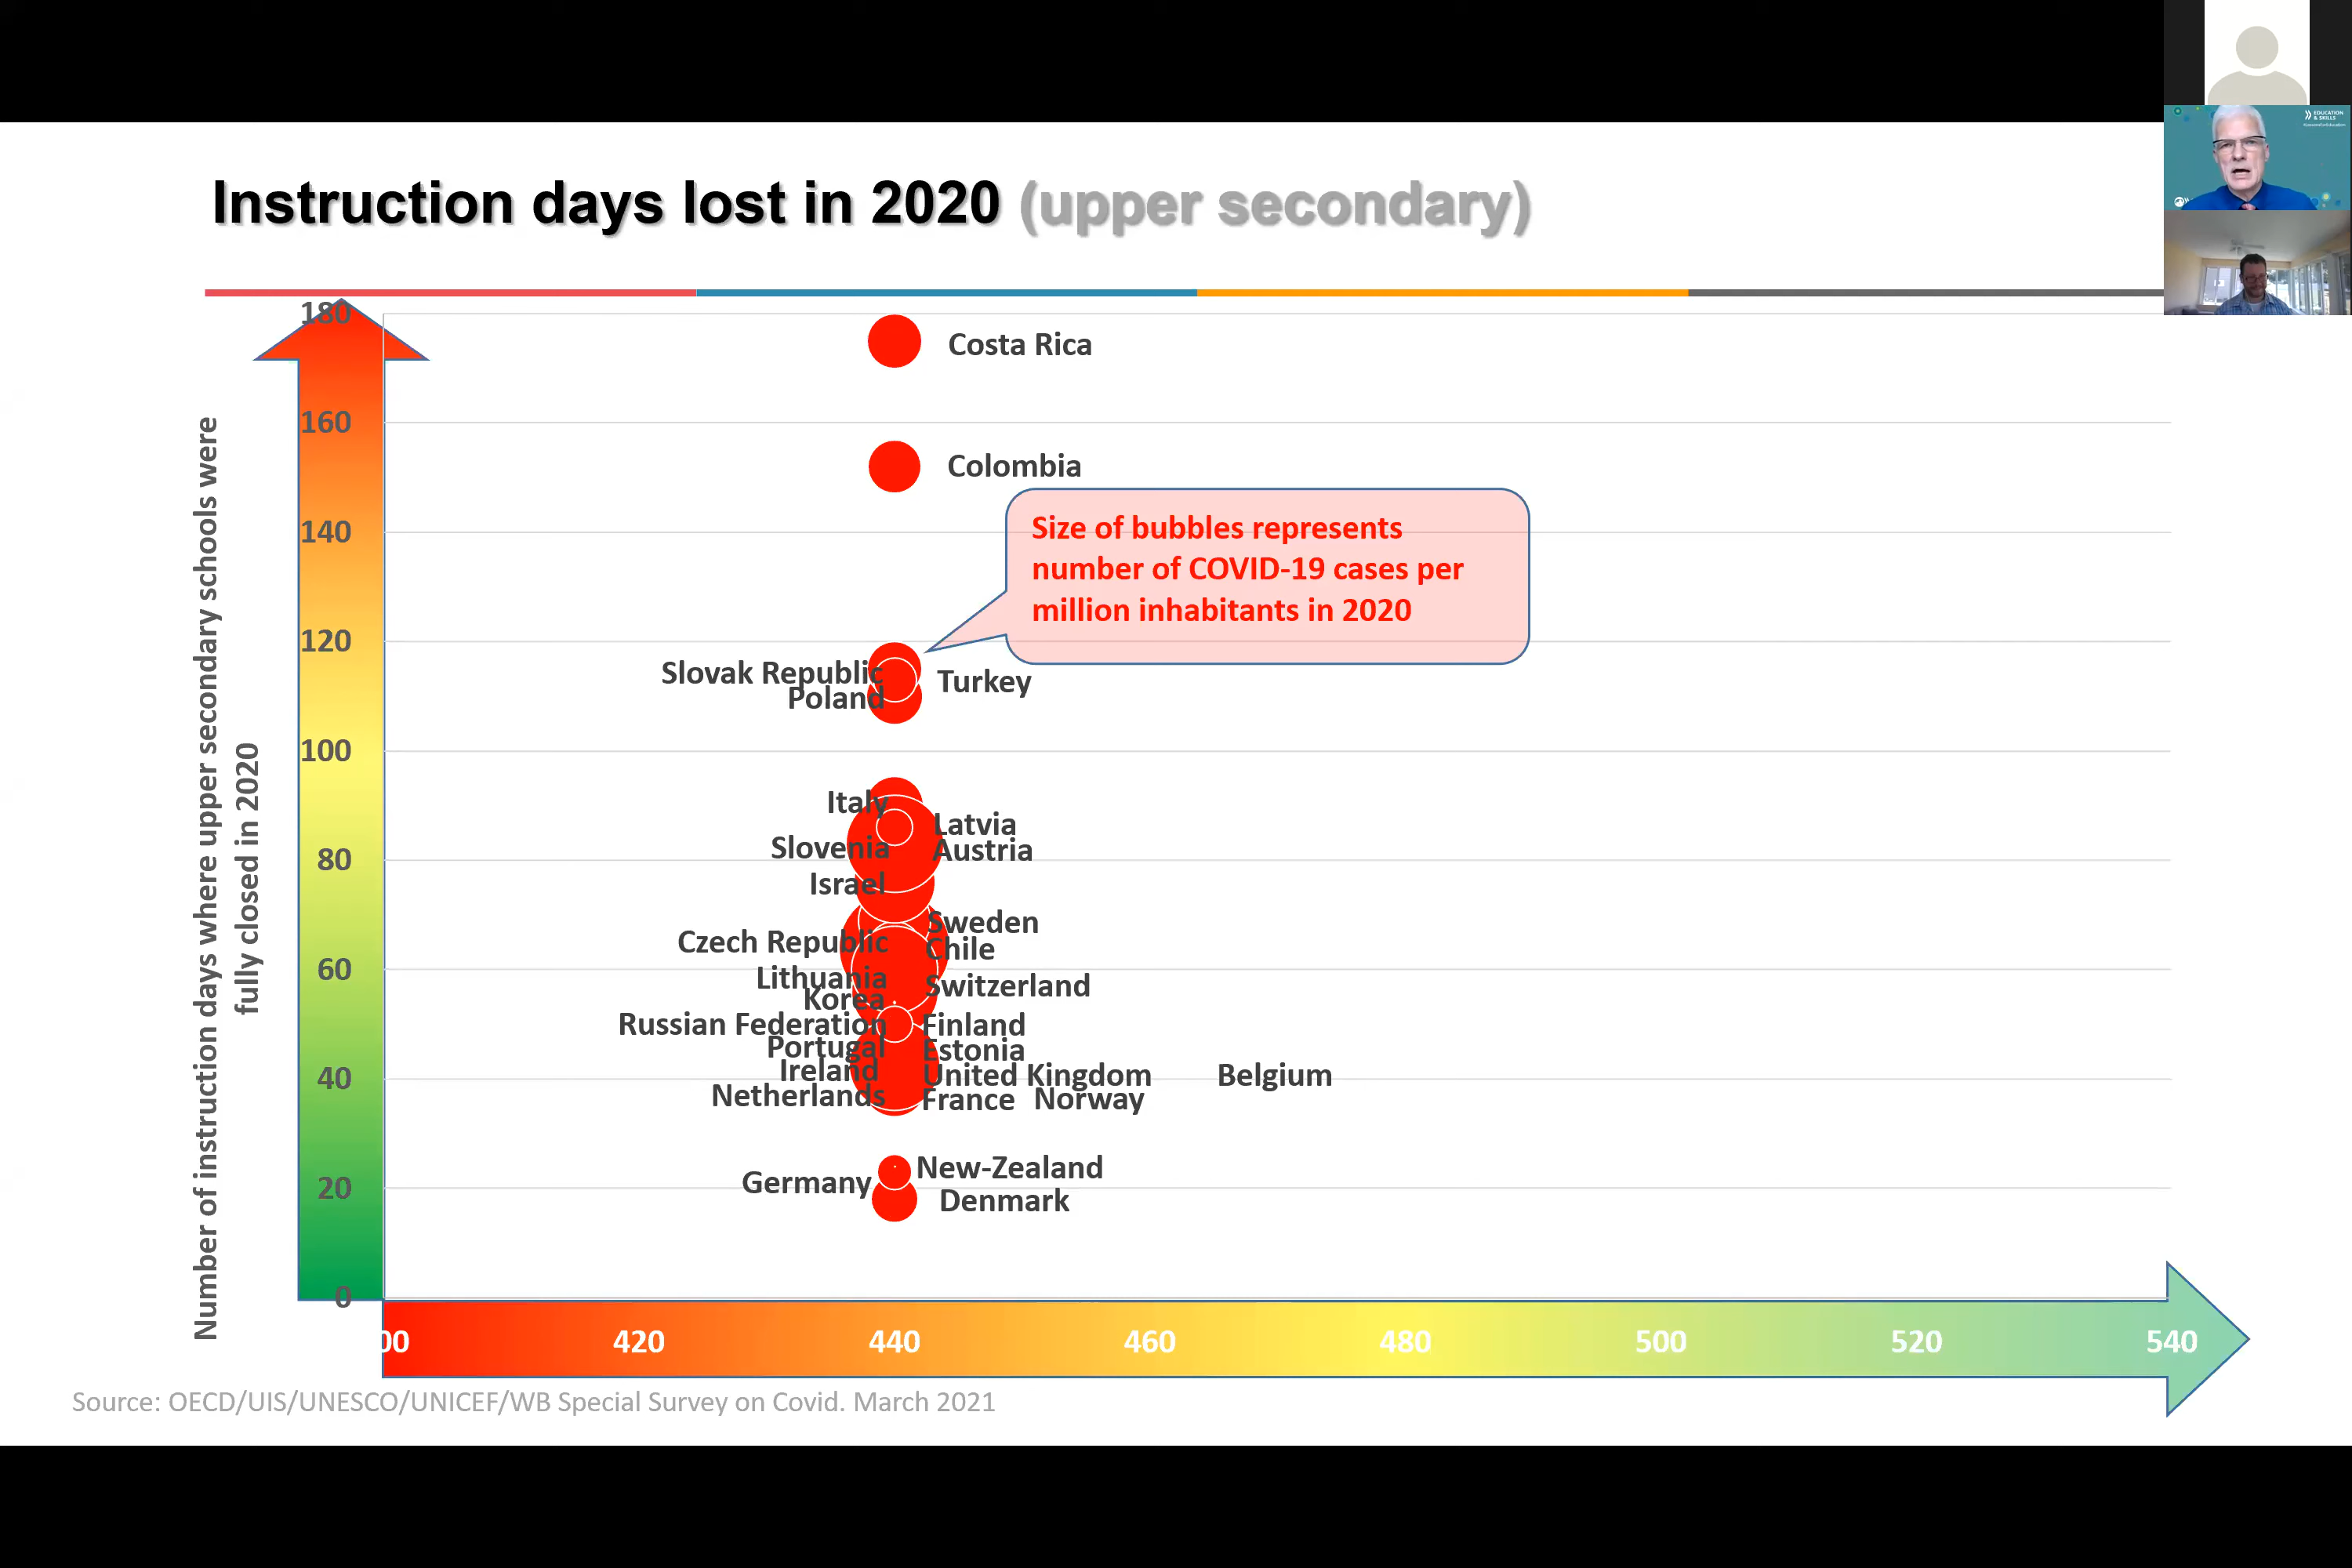 EDUCATION
& SKILLS
Instruction days lost in 2020 (upper secondary)
Number of instruction days where upper secondary schools were
fully closed in 2020
180
160
140
120
100
80
60
40
20
0
Costa Rica
Colombia
Size of bubbles represents
number of COVID-19 cases per
million inhabitants in 2020
Slovak Republic
Turkey
Poland
Italy
Latvia
Slovenia
Austria
Israel
Sweden
Czech Republic
Chile
Lithuania
Switzerland
Korea
Russian Federation
Finland
Portugal
Estonia
Ireland
United Kingdom
Belgium
Netherlands
France
Norway
New-Zealand
Germany
Denmark
00 420 440 460 480 500 520 540
Source: OECD/UIS/UNESCO/UNICEF/WB Special Survey on Covid. March 2021